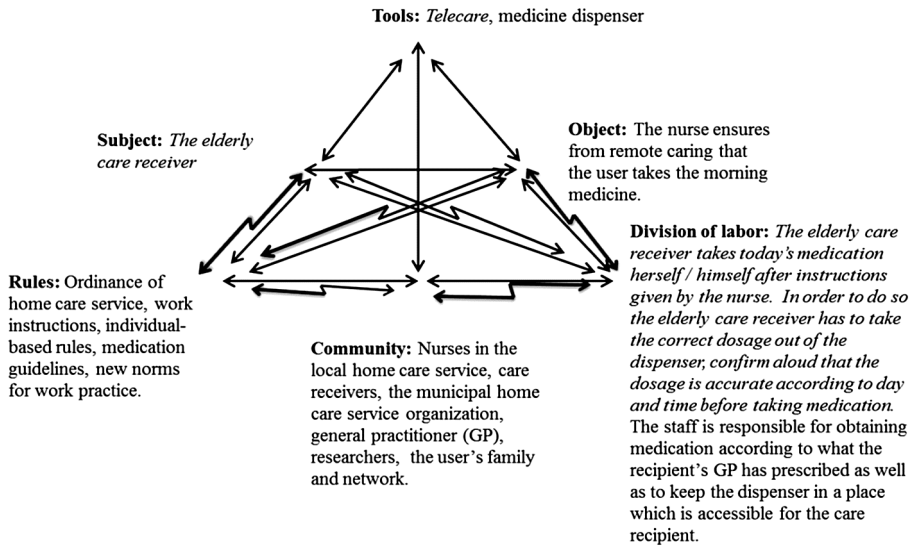 Tools: Telecare, medicine dispenser
Subject: The elderly
care receiver
Object: The nurse ensures
from remote caring that
the user takes the morning
medicine.
Rules: Ordinance of
home care service, work
instructions, individual-
based rules, medication
guidelines, new norms
for work practice.
Community: Nurses in the
local home care service, care
receivers, the municipal home
care service organization,
general practitioner (GP),
researchers, the user's family
and network.
Division of labor: The elderly care
receiver takes today's medication
herself / himself after instructions
given by the nurse. In order to do so
the elderly care receiver has to take
the correct dosage out of the
dispenser, confirm aloud that the
dosage is accurate according to day
and time before taking medication.
The staff is responsible for obtaining
medication according to what the
recipient's GP has prescribed as well
as to keep the dispenser in a place
which is accessible for the care
recipient.